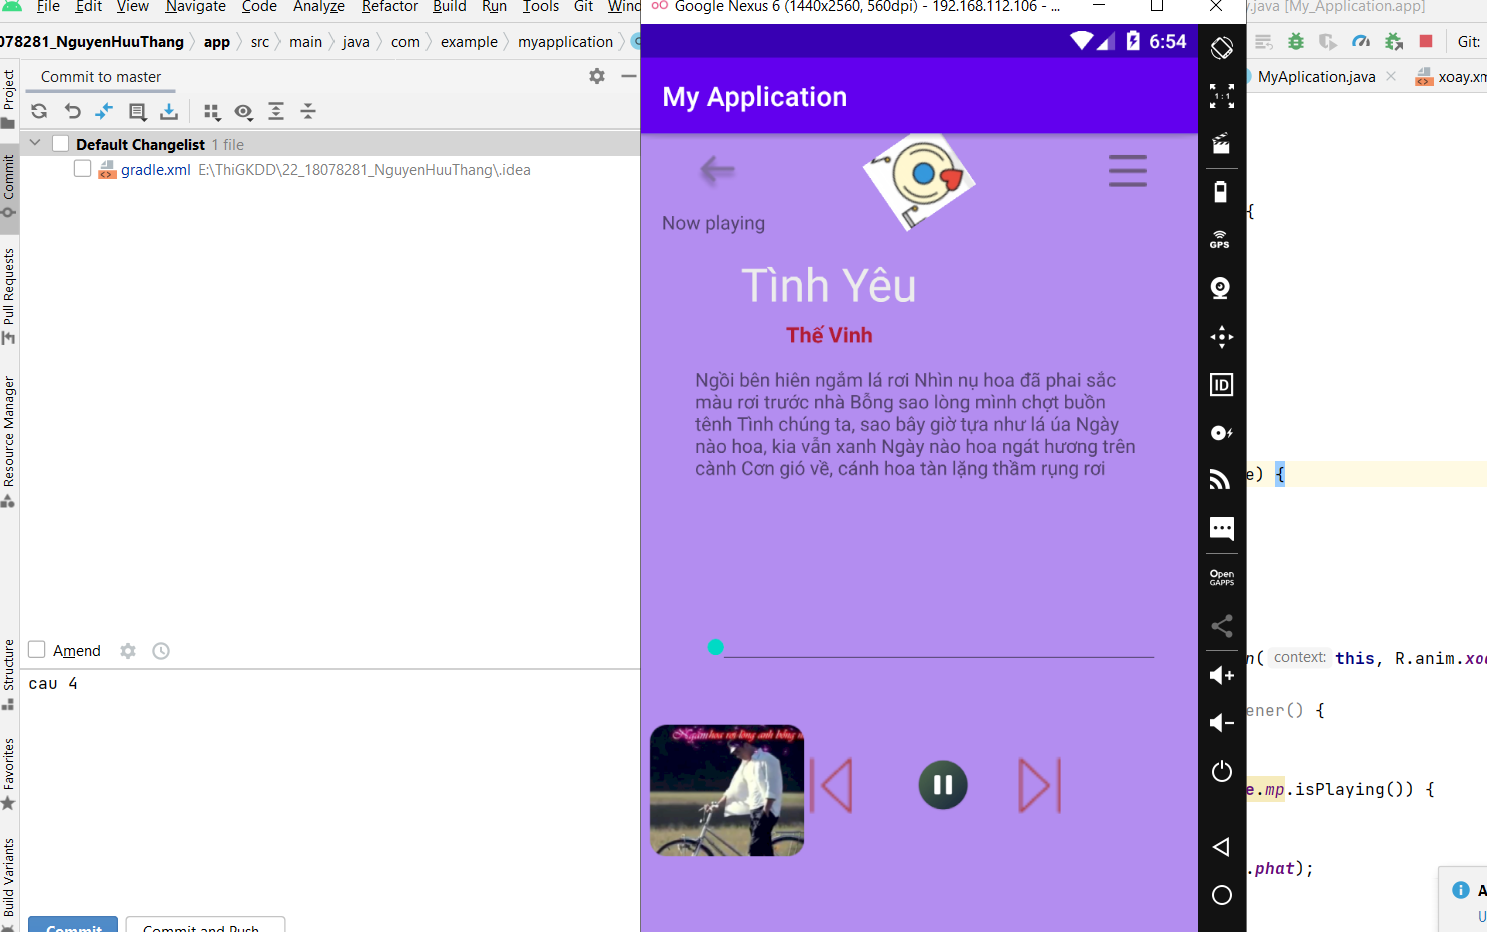 File Edit View Navigate Code Analyze Refactor Build Run Tools Git Wind
078281_NguyenHuuThang app src main java com example myapplication
Project
Commit
Pull Requests
Resource Manager
Structure
Favorites
Build Variants
Commit to master
Default Changelist 1 file
gradle.xml E:\ThiGKDD\22_18078281_NguyenHuuThang\.idea
Amend
cau 4
Commit
Commit and Push...
Google Nexus 6 (1440x2560, 560dpi) - 192.168.112.106 - ...
6:54
My Application
Now playing
Tình Yêu
Thế Vinh
Ngồi bên hiên ngắm lá rơi Nhìn nụ hoa đã phai sắc
màu rơi trước nhà Bỗng sao lòng mình chợt buồn
tênh Tình chúng ta, sao bây giờ tựa như lá úa Ngày
nào hoa, kia vẫn xanh Ngày nào hoa ngát hương trên
cành Cơn gió về, cánh hoa tàn lặng thầm rụng rơi
Ngắm hoa rơi lòng anh bỗng
1:1
GPS
ID
Open
GAPPS
y.java [My_Application.app]
Git:
MyAplication.java
xoay.xm
{
e) {
n( context: this, R.anim.xoa
ener() {
e.mp.isPlaying()) {
.phat);
A
U